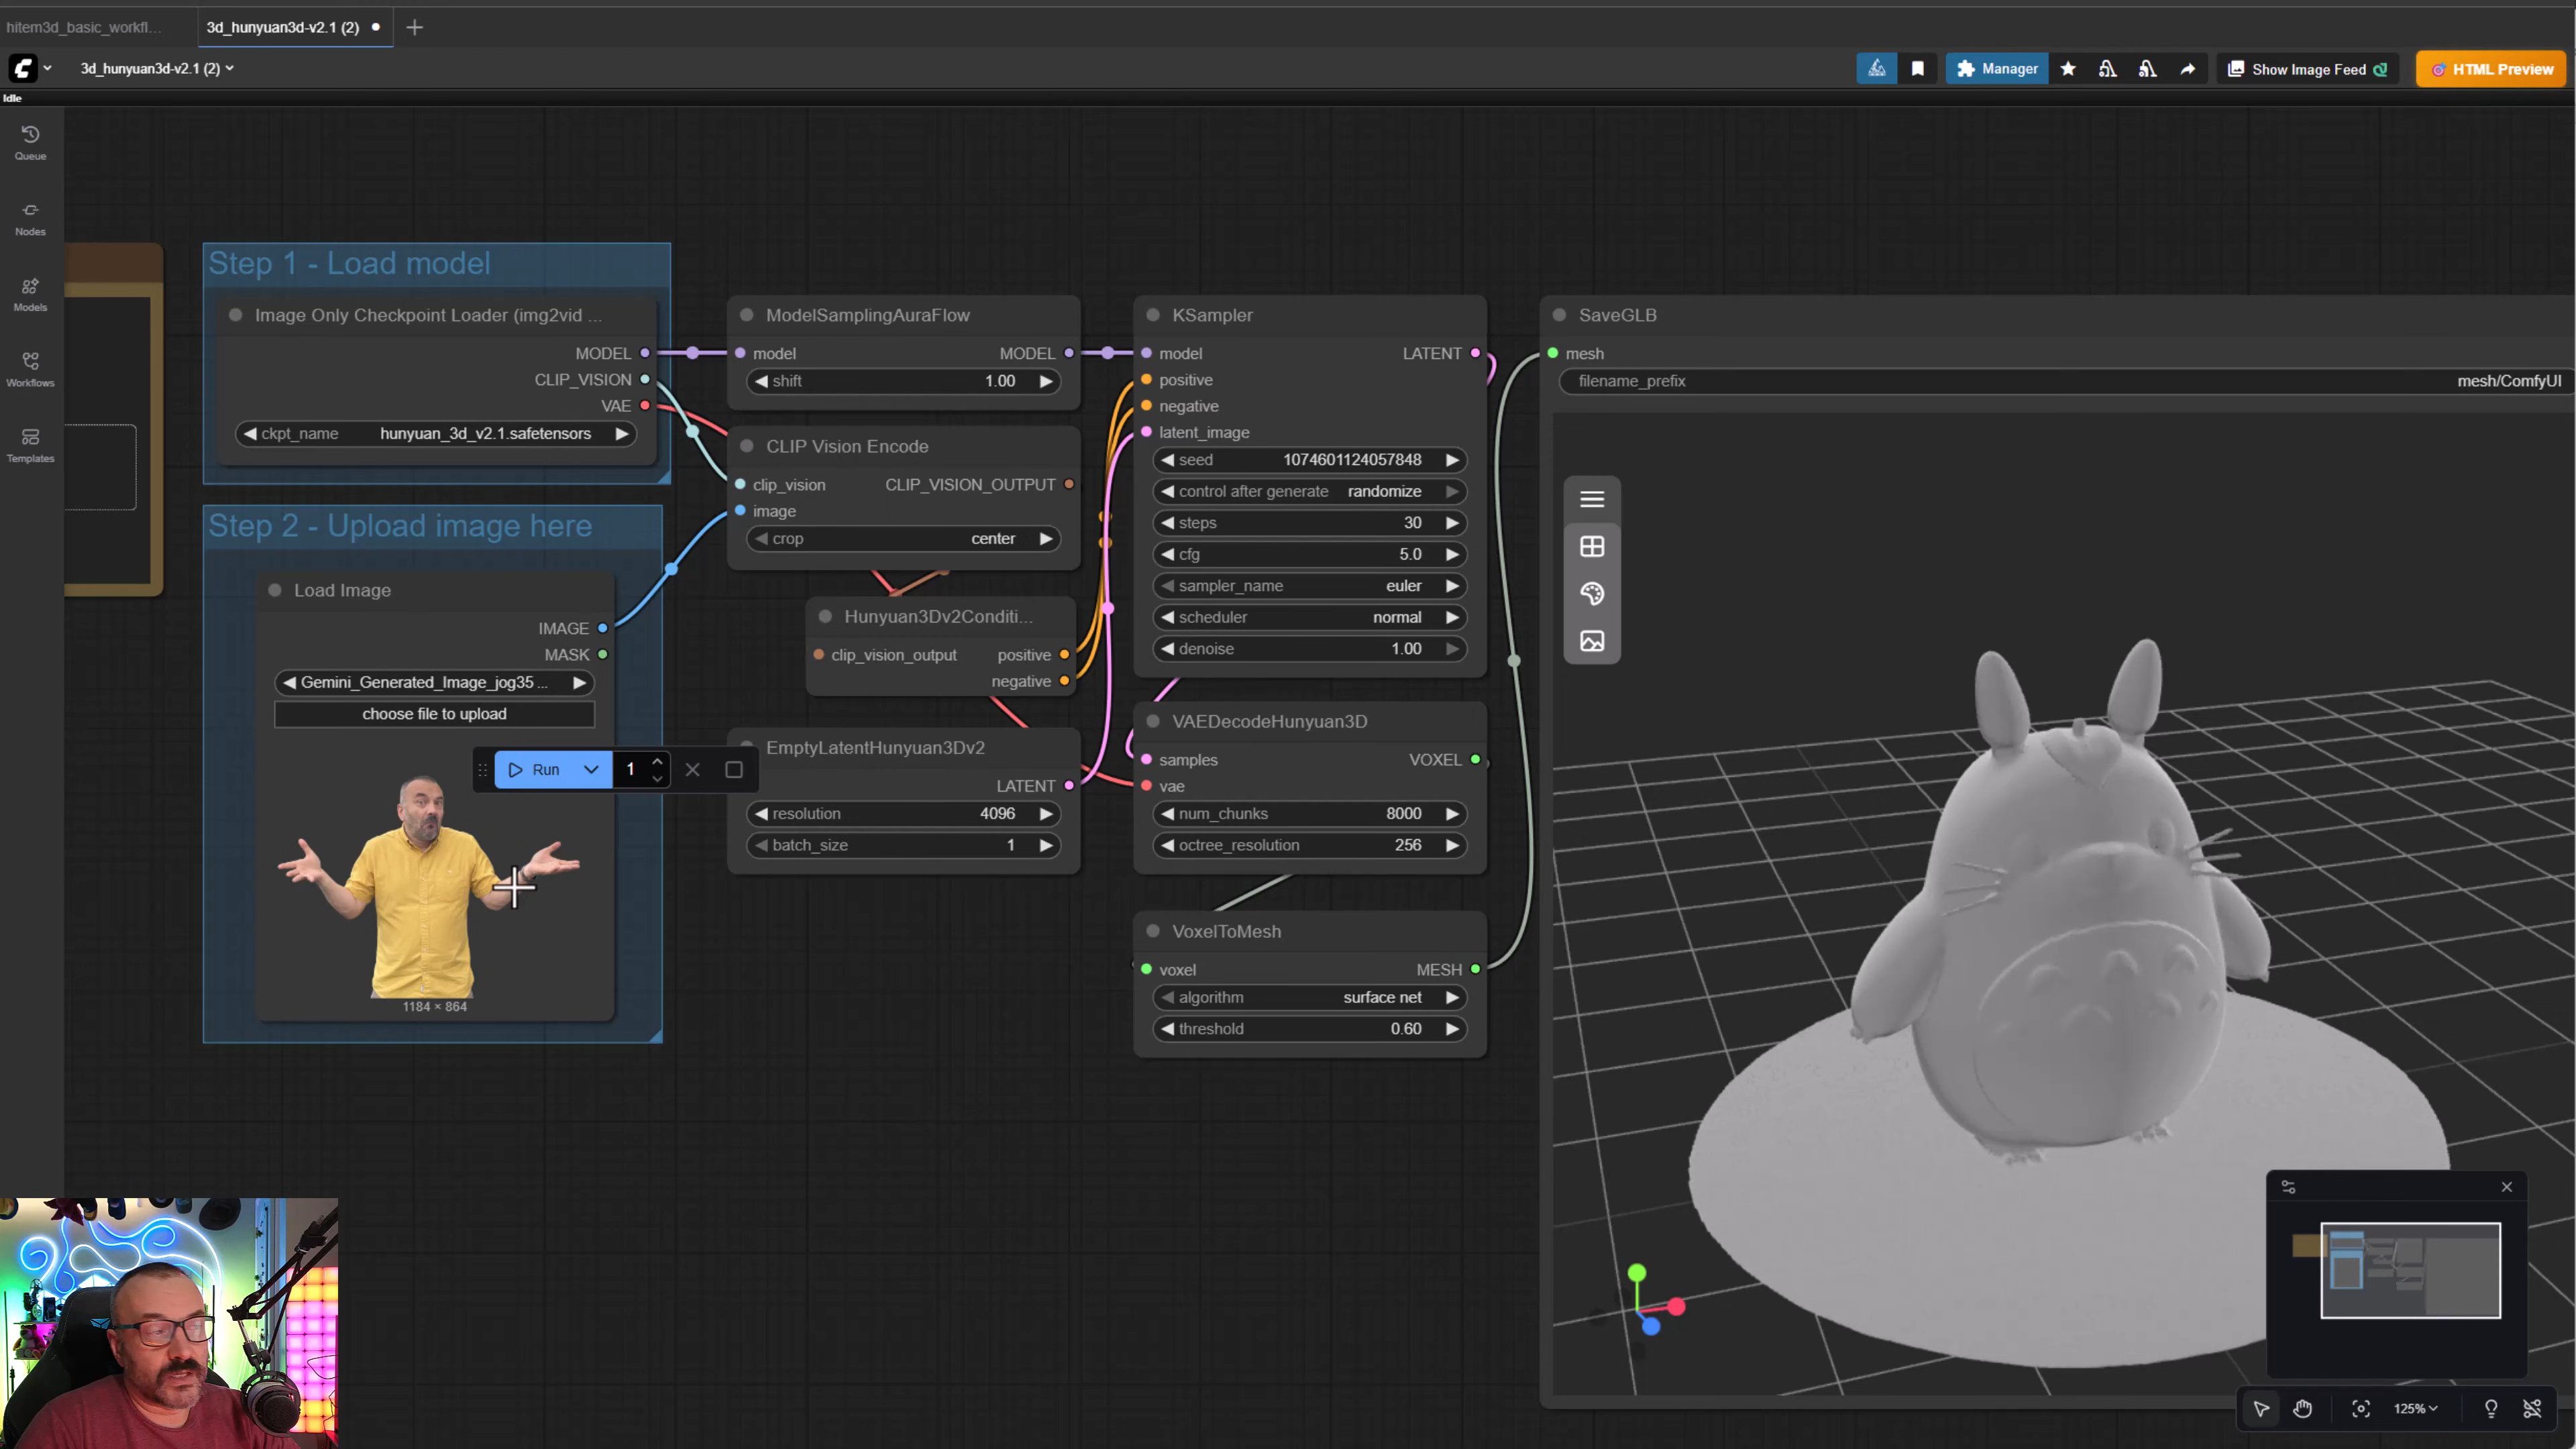 hitem3d_basic_workfl...
3d_hunyuan3d-v2.1 (2)
3d_hunyuan3d-v2.1 (2)
Manager
Show Image Feed
HTML Preview
Idle
Queue
Nodes
Models
Workflows
Templates
Step 1 - Load model
Image Only Checkpoint Loader (img2vid ...
MODEL
CLIP_VISION
VAE
ckpt_name hunyuan_3d_v2.1.safetensors
Step 2 - Upload image here
Load Image
IMAGE
MASK
Gemini_Generated_Image_jog35 ...
choose file to upload
Run 1
1184 × 864
ModelSamplingAuraFlow
model MODEL
shift 1.00
CLIP Vision Encode
clip_vision CLIP_VISION_OUTPUT
image
crop center
Hunyuan3Dv2Conditi...
clip_vision_output positive
negative
EmptyLatentHunyuan3Dv2
LATENT
resolution 4096
batch_size 1
KSampler
model LATENT
positive
negative
latent_image
seed 1074601124057848
control after generate randomize
steps 30
cfg 5.0
sampler_name euler
scheduler normal
denoise 1.00
VAEDecodeHunyuan3D
samples VOXEL
vae
num_chunks 8000
octree_resolution 256
VoxelToMesh
voxel MESH
algorithm surface net
threshold 0.60
SaveGLB
mesh
filename_prefix mesh/ComfyUI
125%